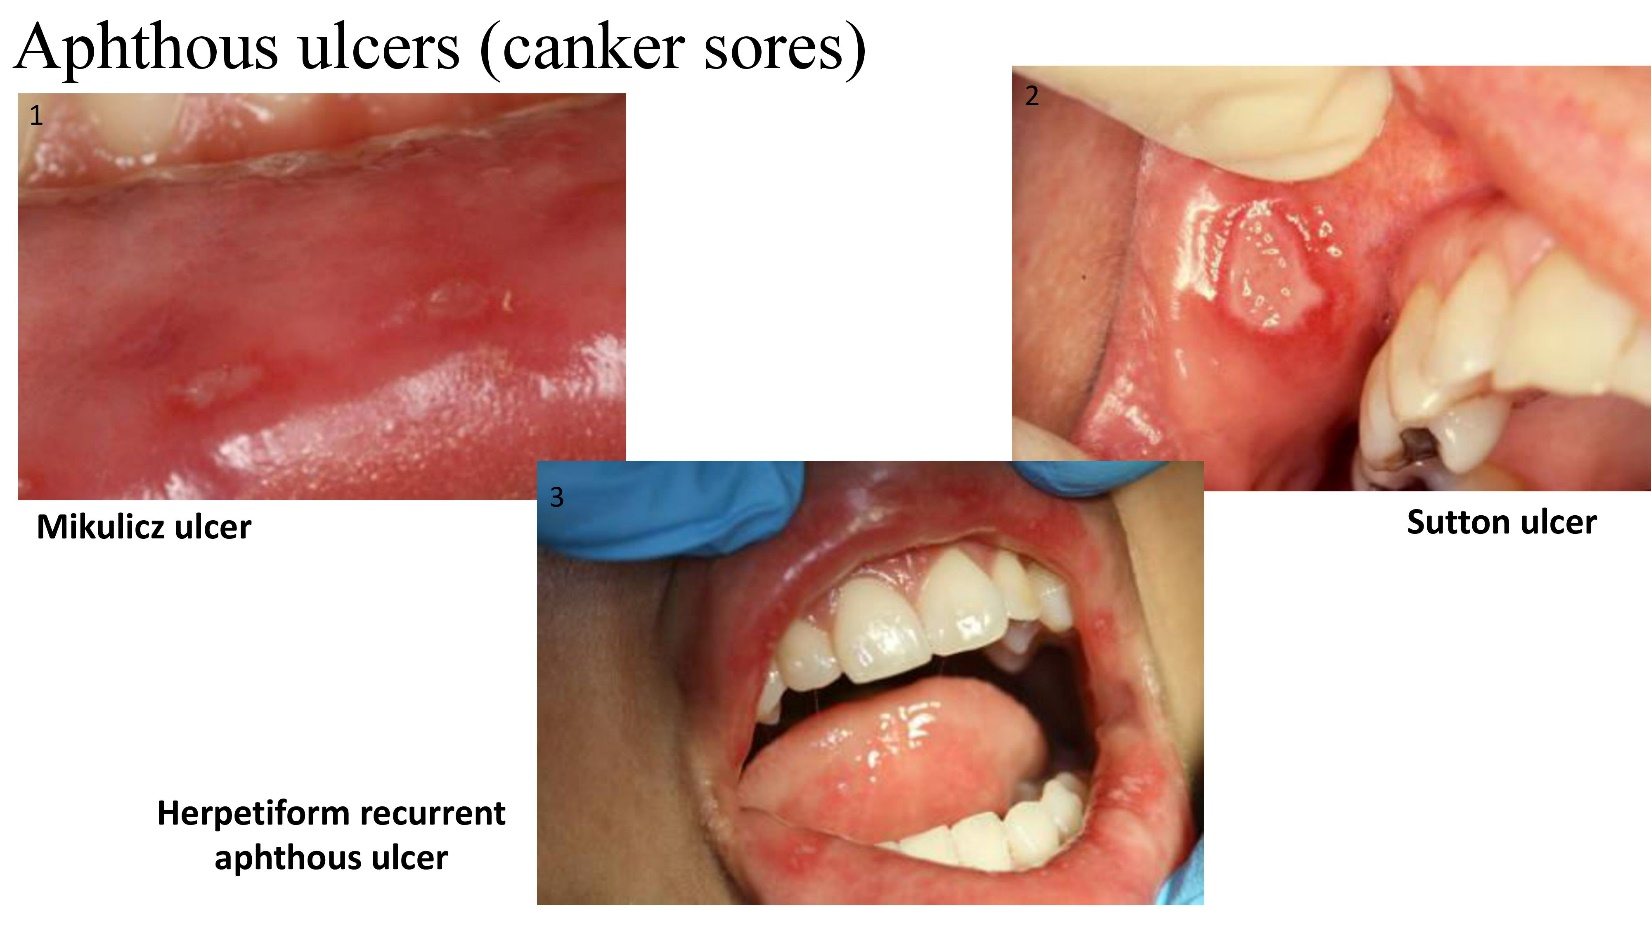 Aphthous ulcers (canker sores)
1
2
Mikulicz ulcer
Sutton ulcer
3
Herpetiform recurrent
aphthous ulcer